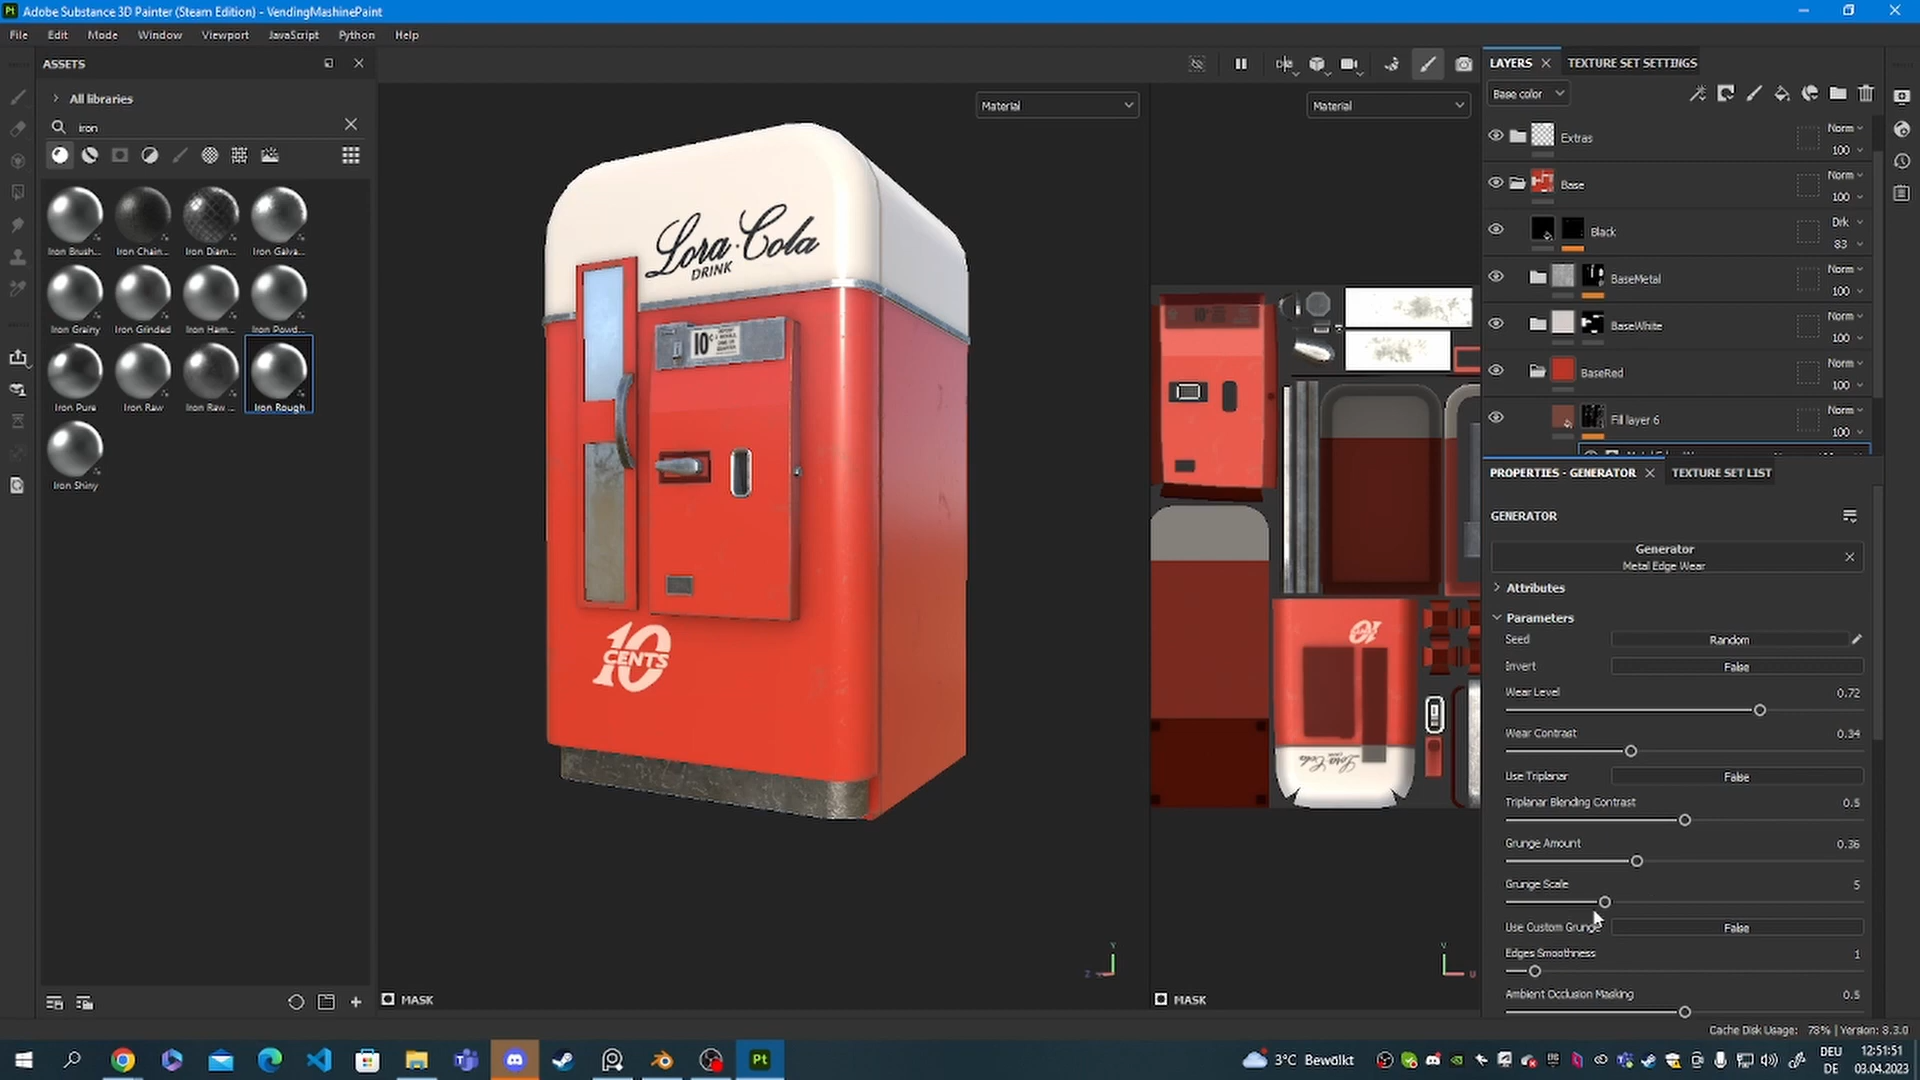 Adobe Substance 3D Painter (Steam Edition) - VendingMashinePaint
File Edit Mode Window Viewport JavaScript Python Help
ASSETS
All libraries
iron
Iron Brush... Iron Chain... Iron Diam... Iron Galva...
Iron Grainy Iron Grinded Iron Ham... Iron Powd...
Iron Pure Iron Raw Iron Raw ... Iron Rough
Iron Shiny
Material
Lora-Cola
DRINK
10¢
10
CENTS
Z Y
MASK
Material
10
Lora-Cola
V U
MASK
LAYERS TEXTURE SET SETTINGS
Base color
Extras Norm 100
Base Norm 100
Black Drk 83
BaseMetal Norm 100
BaseWhite Norm 100
BaseRed Norm 100
Fill layer 6 Norm 100
PROPERTIES - GENERATOR TEXTURE SET LIST
GENERATOR
Generator
Metal Edge Wear
Attributes
Parameters
Seed Random
Invert False
Wear Level 0.72
Wear Contrast 0.34
Use Triplanar False
Triplanar Blending Contrast 0.5
Grunge Amount 0.36
Grunge Scale 5
Use Custom Grunge False
Edges Smoothness 1
Ambient Occlusion Masking 0.5
Cache Disk Usage: 78% | Version: 8.3.0
Pt
3°C Bewölkt
DEU
DE
12:51:51
03.04.2023